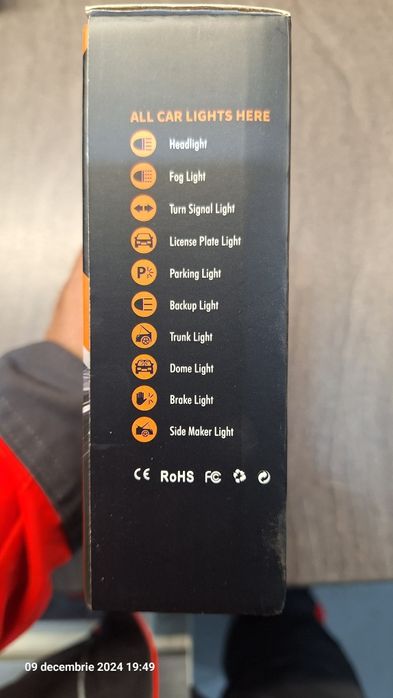 ALL CAR LIGHTS HERE
Headlight
Fog Light
Turn Signal Light
License Plate Light
P
Parking Light
Backup Light
Trunk Light
Dome Light
Brake Light
Side Maker Light
CE RoHS FC
09 decembrie 2024 19:49